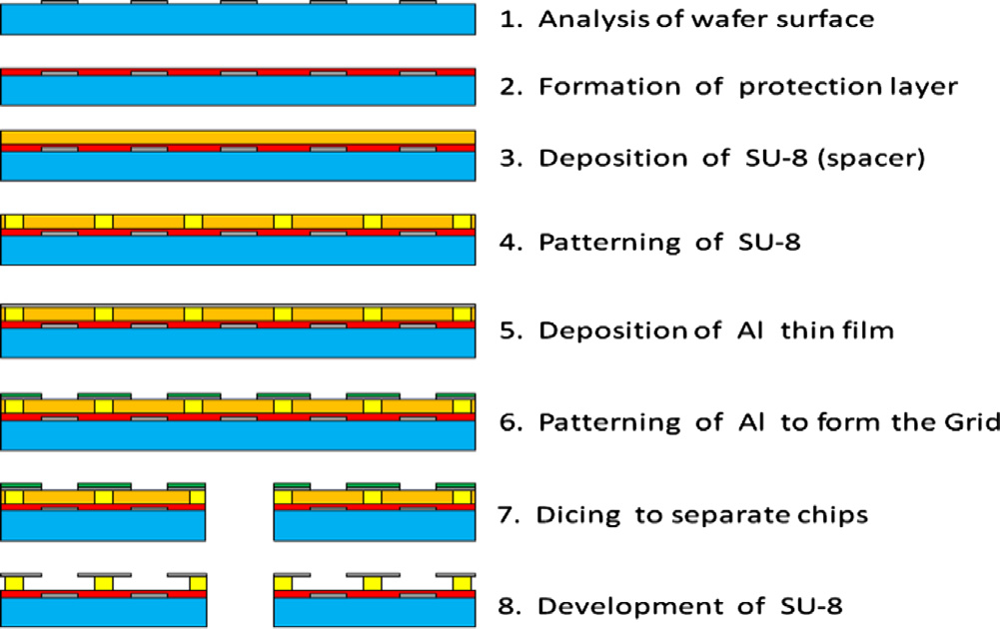 1. Analysis of wafer surface
2. Formation of protection layer
3. Deposition of SU-8 (spacer)
4. Patterning of SU-8
5. Deposition of Al thin film
6. Patterning of Al to form the Grid
7. Dicing to separate chips
8. Development of SU-8